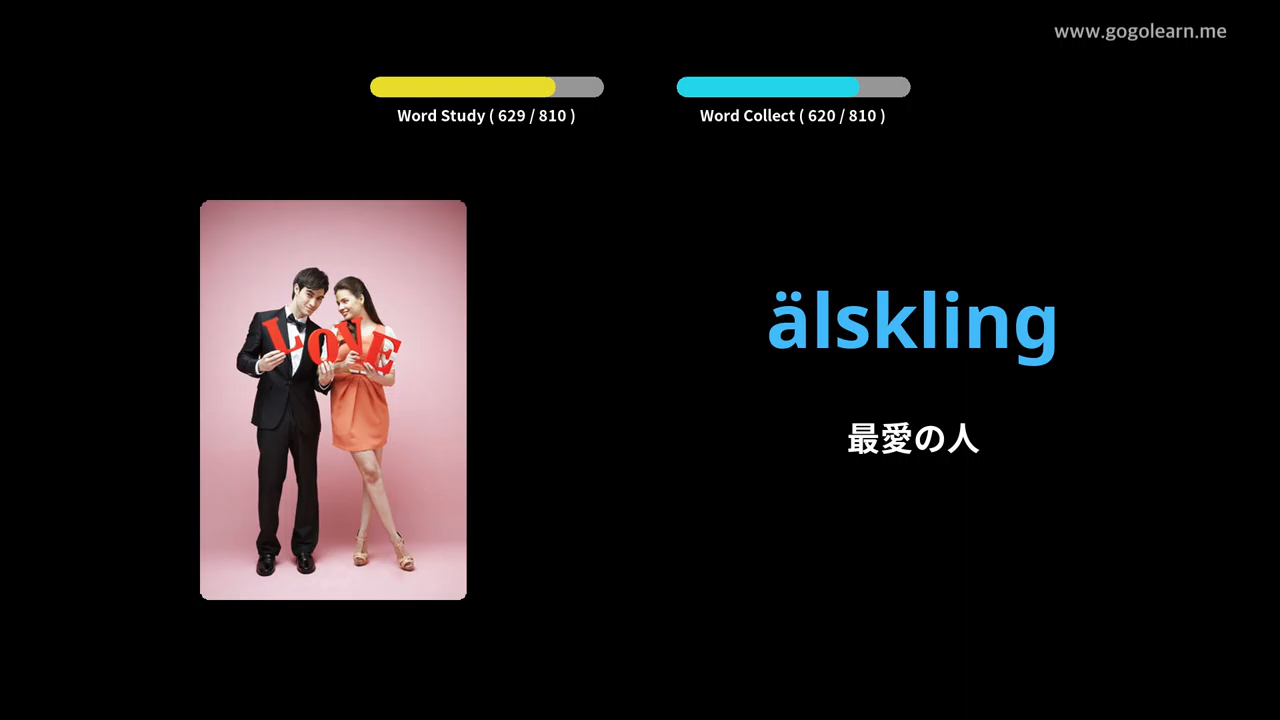 www.gogolearn.me
Word Study ( 629 / 810 )
Word Collect ( 620 / 810 )
LOVE
älskling
最愛の人